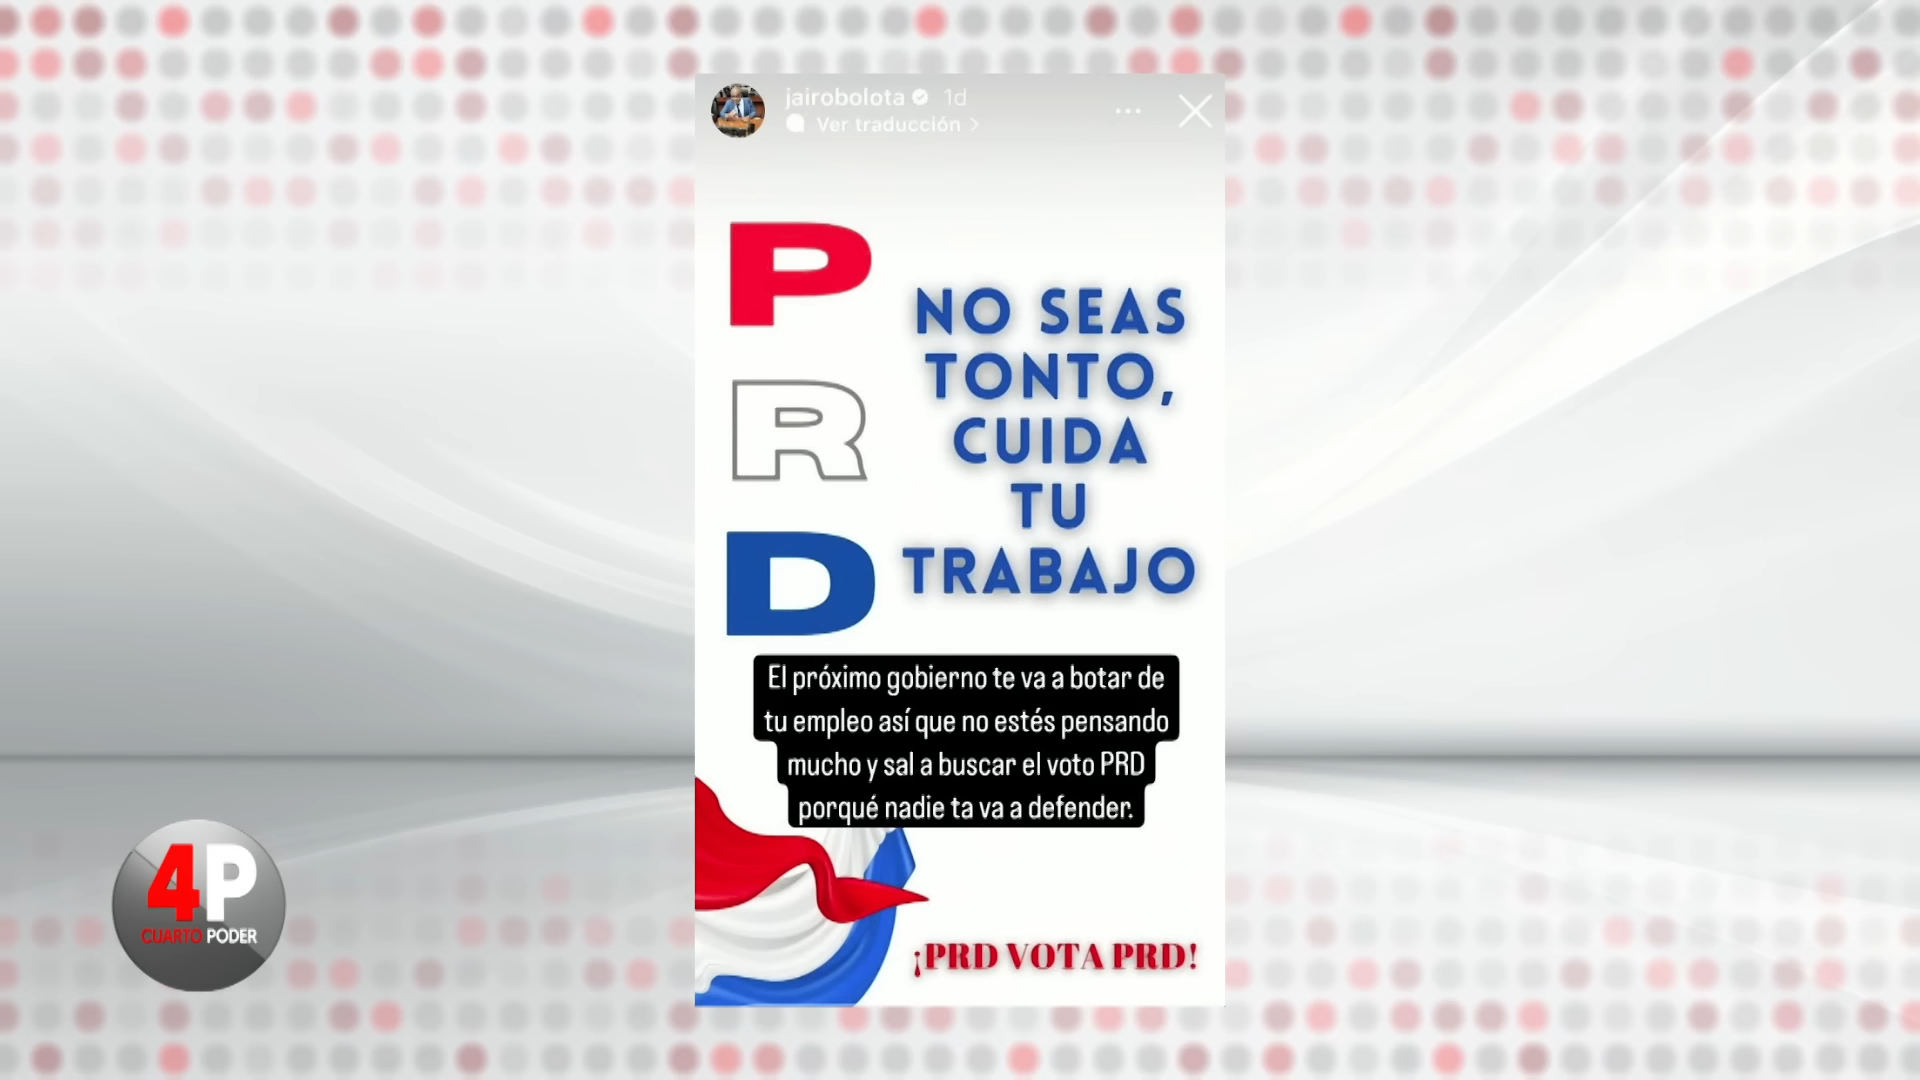 jairobolota 1d
Ver traducción
P
R
D
NO SEAS
TONTO,
CUIDA
TU
TRABAJO
El próximo gobierno te va a botar de
tu empleo así que no estés pensando
mucho y sal a buscar el voto PRD
porqué nadie ta va a defender.
¡PRD VOTA PRD!
4P
CUARTO PODER